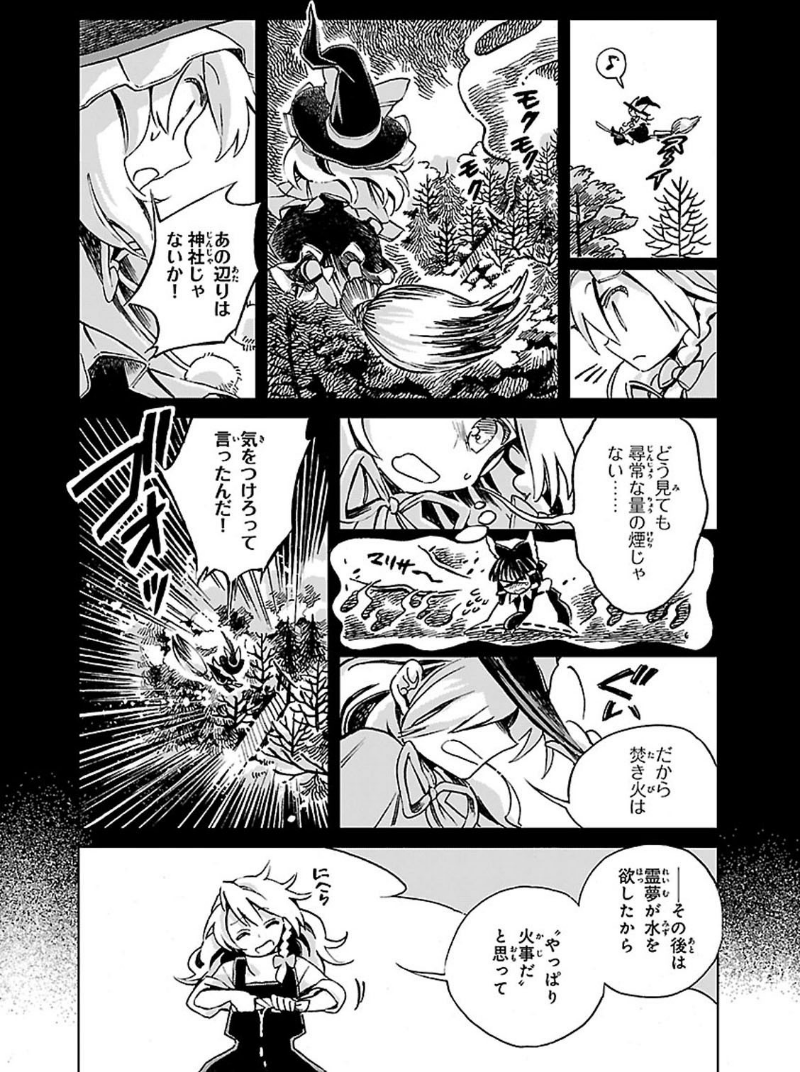 ♪
モク
モク
モク
あの辺りは
神社じゃ
ないか!
どう見ても
尋常な量の煙じゃ
ない……
マリサ〜
だから
焚き火は
ぐい
気をつけろって
言ったんだ!
ブオッ
──その後は
霊夢が水を
欲したから
〝やっぱり
火事だ〟
と思って
にへら